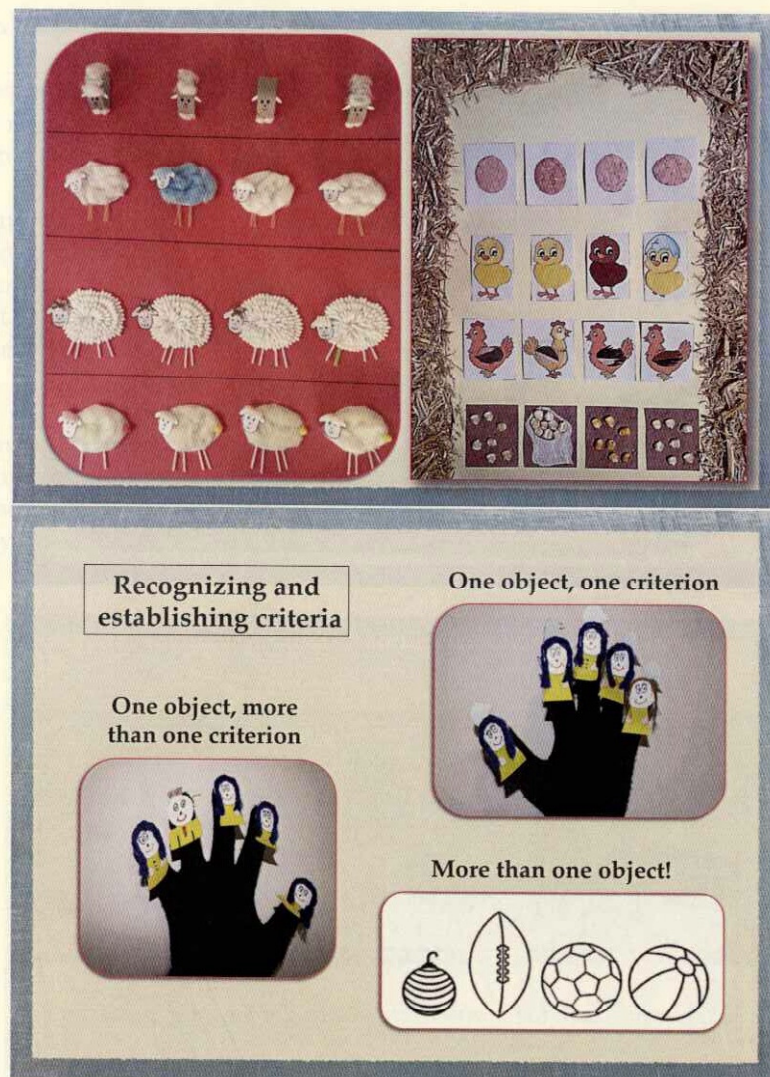 Recognizing and
establishing criteria
One object, more
than one criterion
One object, one criterion
More than one object!